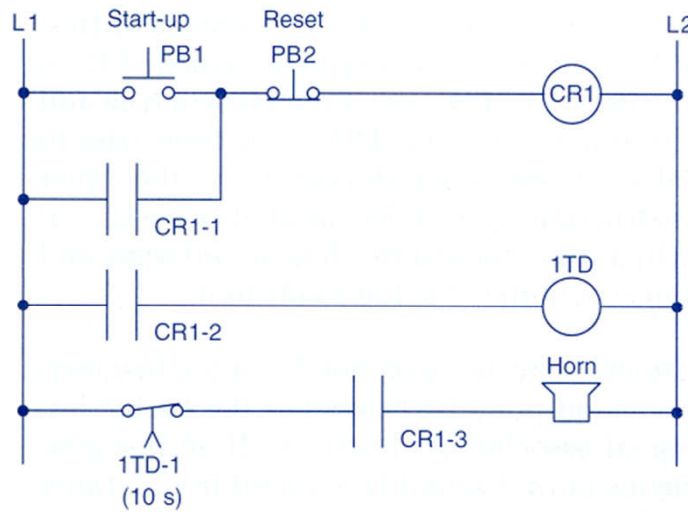 L1
Start-up
PB1
Reset
PB2
L2
CR1
CR1-1
CR1-2
1TD
Horn
CR1-3
1TD-1
(10 s)